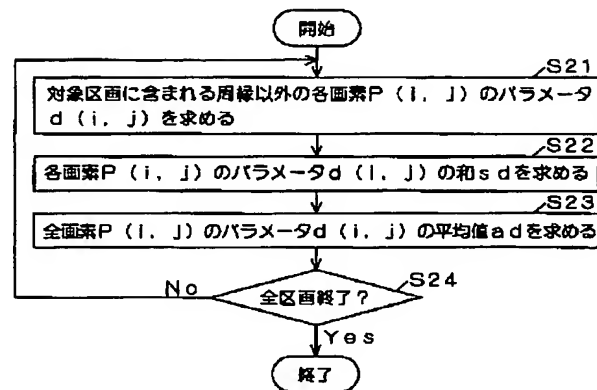 開始
S21
対象区画に含まれる周縁以外の各画素P(i,j)のパラメータ
d(i,j)を求める
S22
各画素P(i,j)のパラメータd(i,j)の和sdを求める
S23
全画素P(i,j)のパラメータd(i,j)の平均値adを求める
S24
全区画終了?
No
Yes
終了